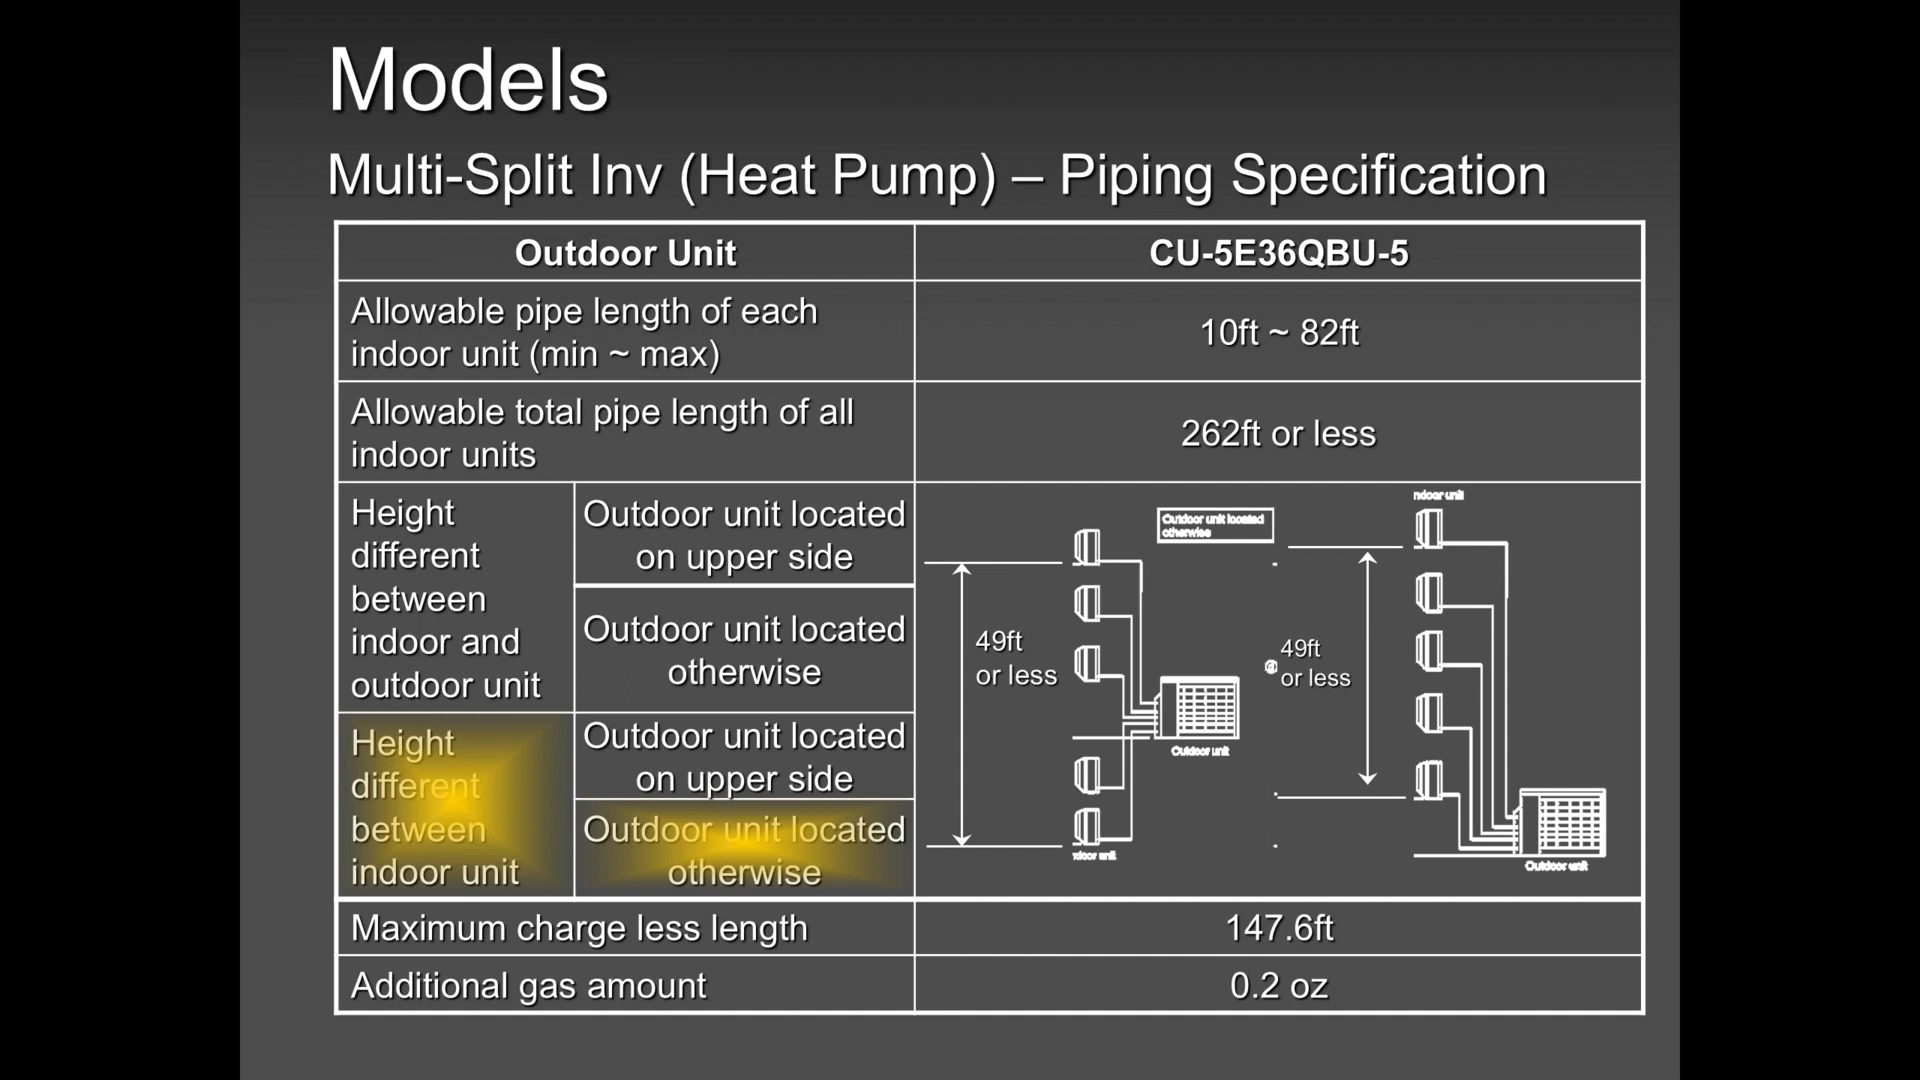 Models
Multi-Split Inv (Heat Pump) – Piping Specification
Outdoor Unit
CU-5E36QBU-5
Allowable pipe length of each
indoor unit (min ~ max)
10ft ~ 82ft
Allowable total pipe length of all
indoor units
262ft or less
Height
different
between
indoor and
outdoor unit
Outdoor unit located
on upper side
Outdoor unit located
otherwise
Height
different
between
indoor unit
Outdoor unit located
on upper side
Outdoor unit located
otherwise
49ft
or less
ndoor unit
Outdoor unit
Outdoor unit located
otherwise
49ft
or less
ndoor unit
Outdoor unit
Maximum charge less length
147.6ft
Additional gas amount
0.2 oz